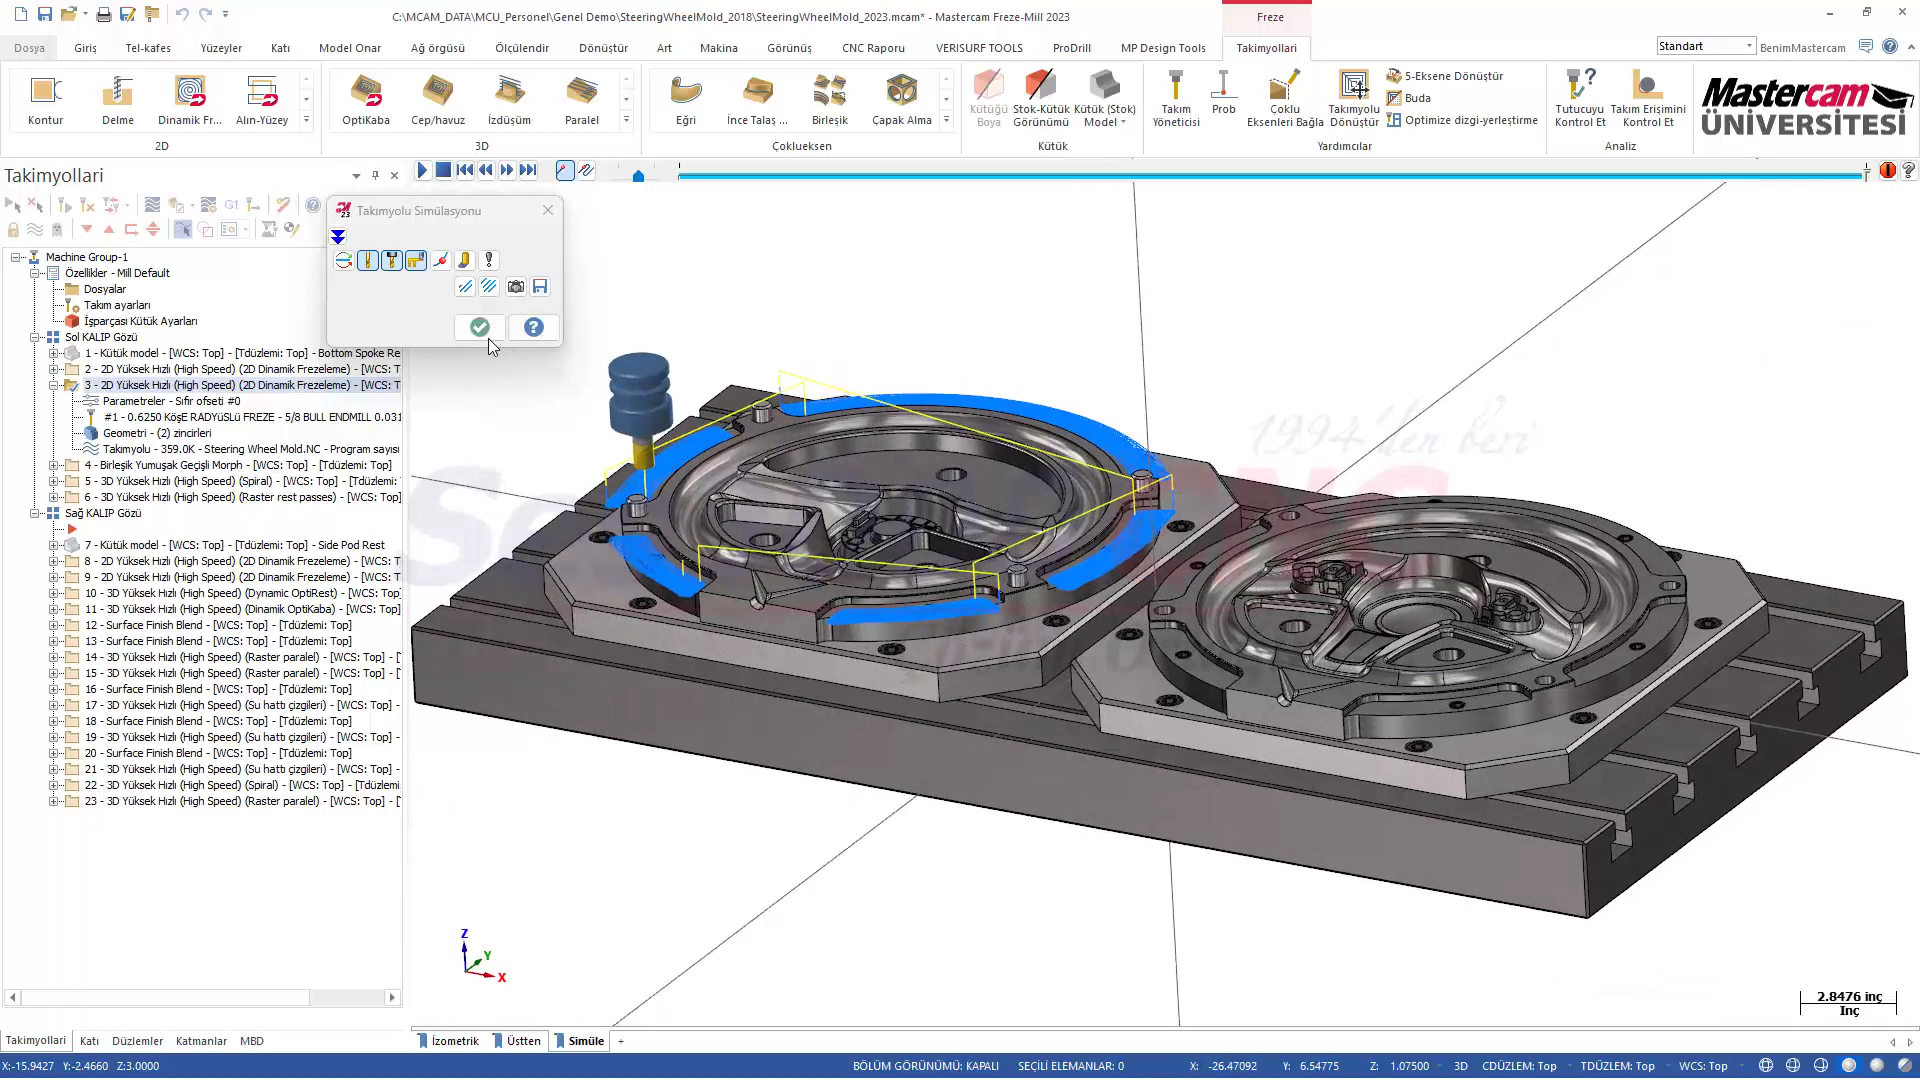 C:\MCAM_DATA\MCU_Personel\Genel Demo\SteeringWheelMold_2018\SteeringWheelMold_2023.mcam* - Mastercam Freze-Mill 2023
Freze
Dosya Giriş Tel-kafes Yüzeyler Katı Model Onar Ağ örgüsü Ölçülendir Dönüştür Art Makina Görünüş CNC Raporu VERISURF TOOLS ProDrill MP Design Tools Takimyollari
Standart
BenimMastercam
Kontur
Delme
Dinamik Fr...
Alın-Yüzey
2D
OptiKaba
Cep/havuz
İzdüşüm
Paralel
3D
Eğri
İnce Talaş ...
Birleşik
Çapak Alma
Çoklueksen
Kütüğü Boya
Stok-Kütük Görünümü
Kütük (Stok) Model
Kütük
Takım Yöneticisi
Prob
Çoklu Eksenleri Bağla
Takımyolu Dönüştür
5-Eksene Dönüştür
Buda
Optimize dizgi-yerleştirme
Yardımcılar
Tutucuyu Kontrol Et
Takım Erişimini Kontrol Et
Analiz
Mastercam
ÜNİVERSİTESİ
Takimyollari
G1
Takımyolu Simülasyonu
23
Machine Group-1
Özellikler - Mill Default
Dosyalar
Takım ayarları
İşparçası Kütük Ayarları
Sol KALIP Gözü
1 - Kütük model - [WCS: Top] - [Tdüzlemi: Top] - Bottom Spoke Re
2 - 2D Yüksek Hızlı (High Speed) (2D Dinamik Frezeleme) - [WCS: T
3 - 2D Yüksek Hızlı (High Speed) (2D Dinamik Frezeleme) - [WCS: T
Parametreler - Sıfır ofseti #0
#1 - 0.6250 KöşE RADYüSLü FREZE - 5/8 BULL ENDMILL 0.031
Geometri - (2) zincirleri
Takımyolu - 359.0K - Steering Wheel Mold.NC - Program sayısı
4 - Birleşik Yumuşak Geçişli Morph - [WCS: Top] - [Tdüzlemi: Top]
5 - 3D Yüksek Hızlı (High Speed) (Spiral) - [WCS: Top] - [Tdüzlemi:
6 - 3D Yüksek Hızlı (High Speed) (Raster rest passes) - [WCS: Top]
Sağ KALIP Gözü
7 - Kütük model - [WCS: Top] - [Tdüzlemi: Top] - Side Pod Rest
8 - 2D Yüksek Hızlı (High Speed) (2D Dinamik Frezeleme) - [WCS: T
9 - 2D Yüksek Hızlı (High Speed) (2D Dinamik Frezeleme) - [WCS: T
10 - 3D Yüksek Hızlı (High Speed) (Dynamic OptiRest) - [WCS: Top]
11 - 3D Yüksek Hızlı (High Speed) (Dinamik OptiKaba) - [WCS: Top]
12 - Surface Finish Blend - [WCS: Top] - [Tdüzlemi: Top]
13 - Surface Finish Blend - [WCS: Top] - [Tdüzlemi: Top]
14 - 3D Yüksek Hızlı (High Speed) (Raster paralel) - [WCS: Top] - [
15 - 3D Yüksek Hızlı (High Speed) (Raster paralel) - [WCS: Top] - [
16 - Surface Finish Blend - [WCS: Top] - [Tdüzlemi: Top]
17 - 3D Yüksek Hızlı (High Speed) (Su hattı çizgileri) - [WCS: Top] -
18 - Surface Finish Blend - [WCS: Top] - [Tdüzlemi: Top]
19 - 3D Yüksek Hızlı (High Speed) (Su hattı çizgileri) - [WCS: Top] -
20 - Surface Finish Blend - [WCS: Top] - [Tdüzlemi: Top]
21 - 3D Yüksek Hızlı (High Speed) (Su hattı çizgileri) - [WCS: Top] -
22 - 3D Yüksek Hızlı (High Speed) (Spiral) - [WCS: Top] - [Tdüzlemi
23 - 3D Yüksek Hızlı (High Speed) (Raster paralel) - [WCS: Top] - [
1994'ten beri
Z
Y
X
2.8476 inç
Inç
Takimyollari Katı Düzlemler Katmanlar MBD
İzometrik Üstten Simüle +
X:-15.9427 Y:-2.4660 Z:3.0000
BÖLÜM GÖRÜNÜMÜ: KAPALI SEÇİLİ ELEMANLAR: 0 X: -26.47092 Y: 6.54775 Z: 1.07500 3D CDÜZLEM: Top TDÜZLEM: Top WCS: Top